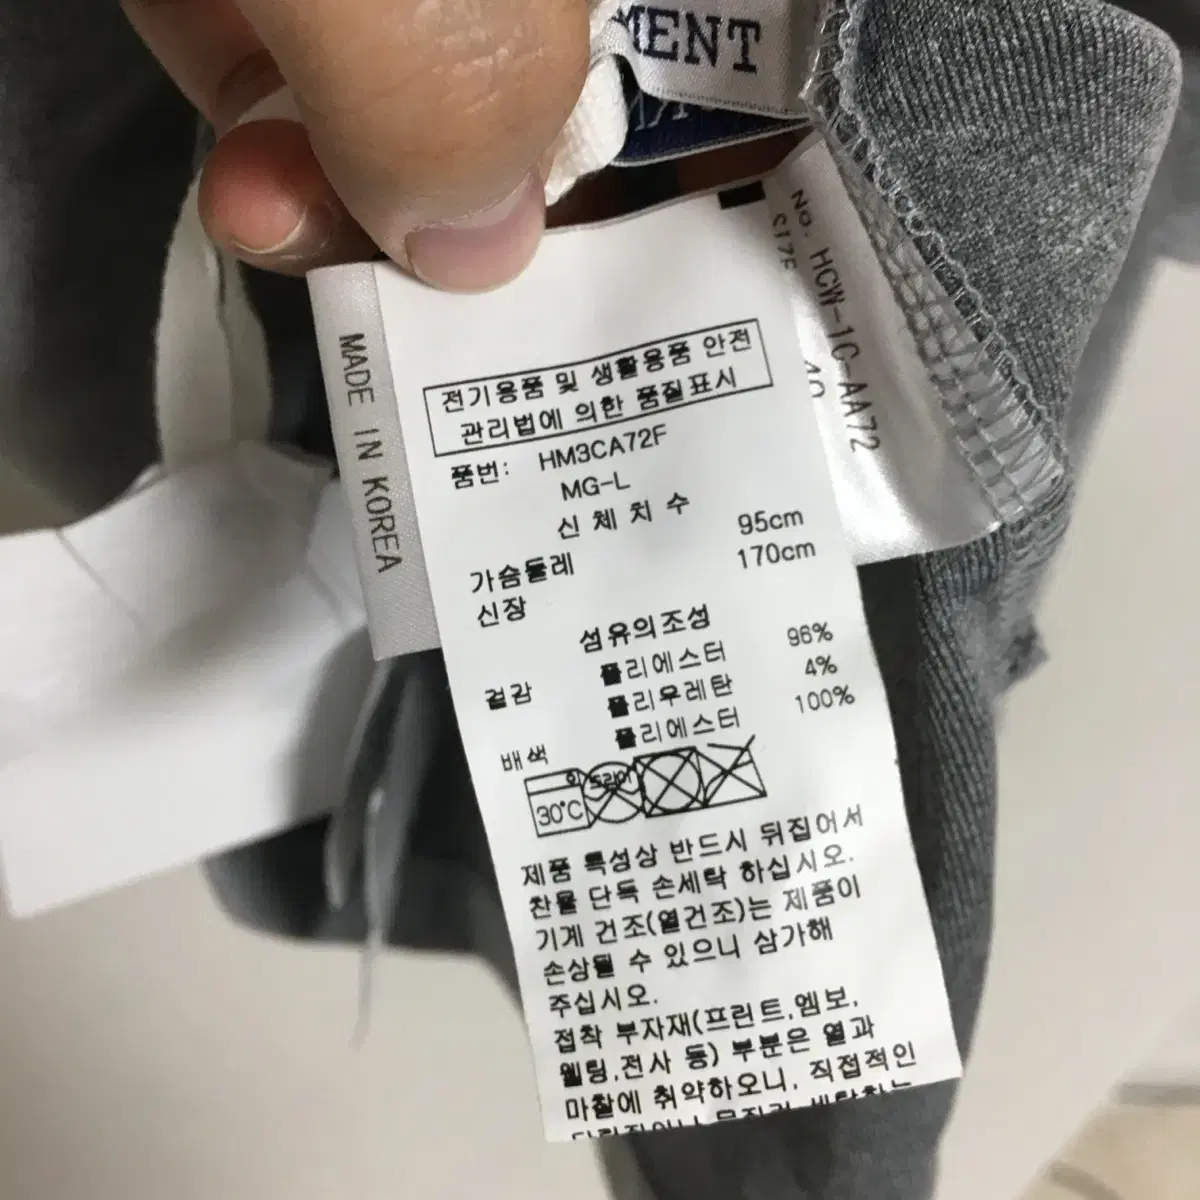 MENT
No. HCW-1C-AA72
MADE IN KOREA
전기용품 및 생활용품 안전
관리법에 의한 품질표시
품번: HM3CA72F
MG-L
신 체 치 수
가슴둘레 95cm
신장 170cm
섬유의조성
겉감 폴리에스터 96%
폴리우레탄 4%
배색 폴리에스터 100%
30°C 드라이
제품 특성상 반드시 뒤집어서
찬물 단독 손세탁 하십시오.
기계 건조(열건조)는 제품이
손상될 수 있으니 삼가해
주십시오.
접착 부자재(프린트,엠보,
웰팅,전사 등) 부분은 열과
마찰에 취약하오니, 직접적인